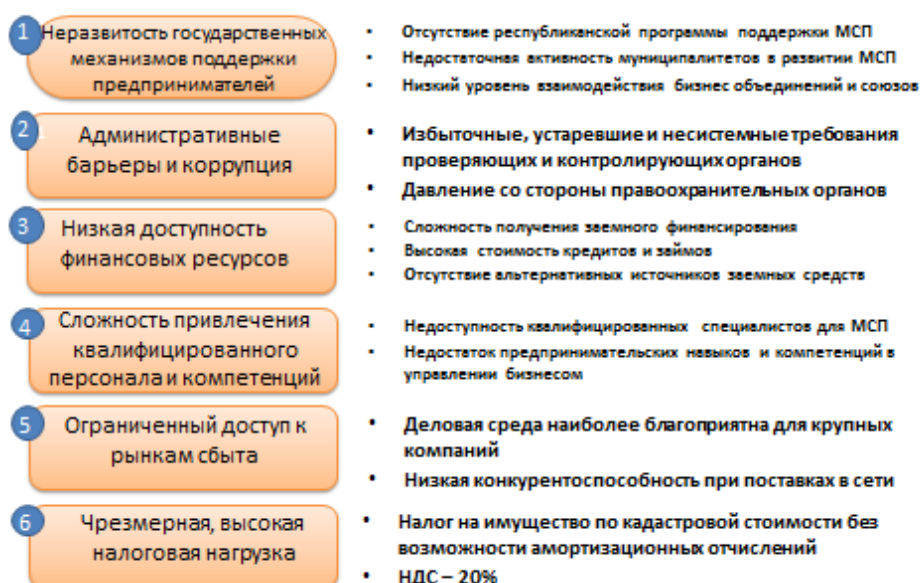 1 Неразвитость государственных
механизмов поддержки
предпринимателей
• Отсутствие республиканской программы поддержки МСП
• Недостаточная активность муниципалитетов в развитии МСП
• Низкий уровень взаимодействия бизнес объединений и союзов
2 Административные
барьеры и коррупция
• Избыточные, устаревшие и несистемные требования
проверяющих и контролирующих органов
• Давление со стороны правоохранительных органов
3 Низкая доступность
финансовых ресурсов
• Сложность получения заемного финансирования
• Высокая стоимость кредитов и займов
• Отсутствие альтернативных источников заемных средств
4 Сложность привлечения
квалифицированного
персонала и компетенций
• Недоступность квалифицированных специалистов для МСП
• Недостаток предпринимательских навыков и компетенций в
управлении бизнесом
5 Ограниченный доступ к
рынкам сбыта
• Деловая среда наиболее благоприятна для крупных
компаний
• Низкая конкурентоспособность при поставках в сети
6 Чрезмерная, высокая
налоговая нагрузка
• Налог на имущество по кадастровой стоимости без
возможности амортизационных отчислений
• НДС – 20%